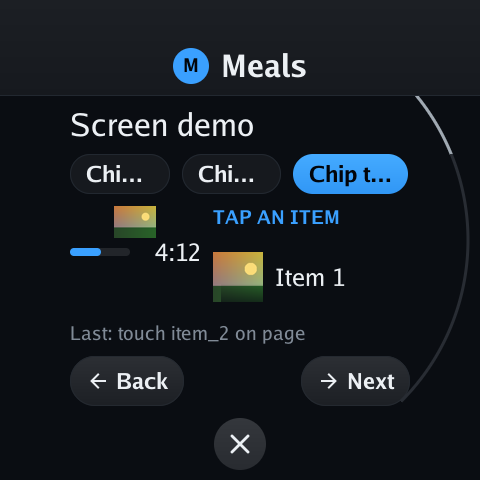 M Meals
Screen demo
Chi... Chi... Chip t...
TAP AN ITEM
4:12
Item 1
Last: touch item_2 on page
← Back → Next